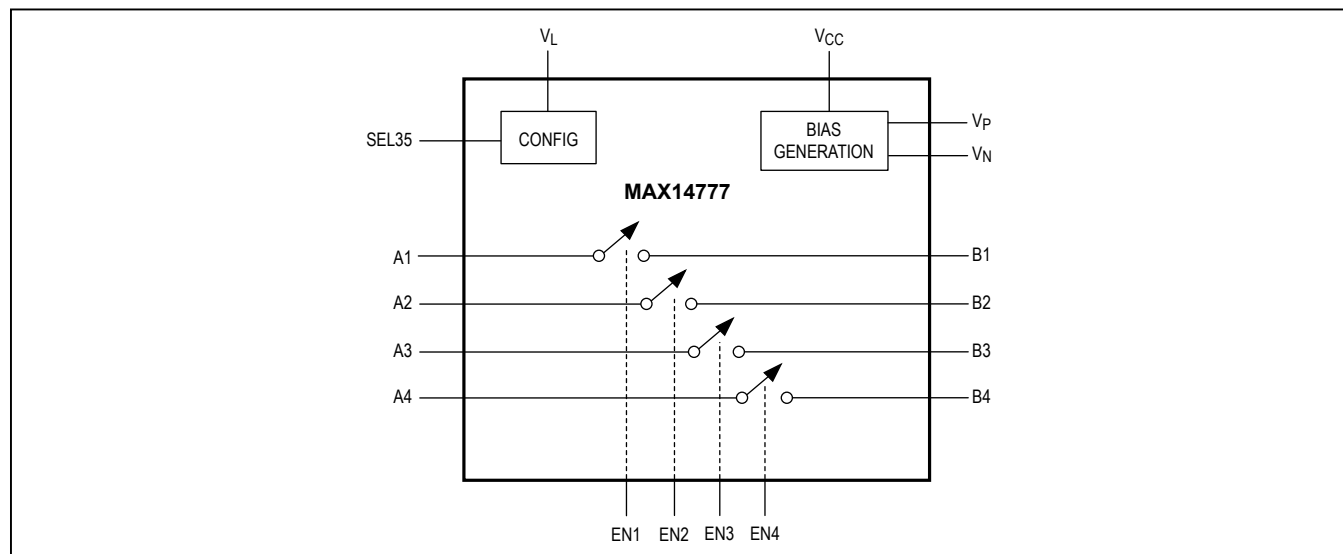 VL VCC
SEL35 CONFIG BIAS GENERATION VP
VN
MAX14777
A1 B1
A2 B2
A3 B3
A4 B4
EN1 EN2 EN3 EN4